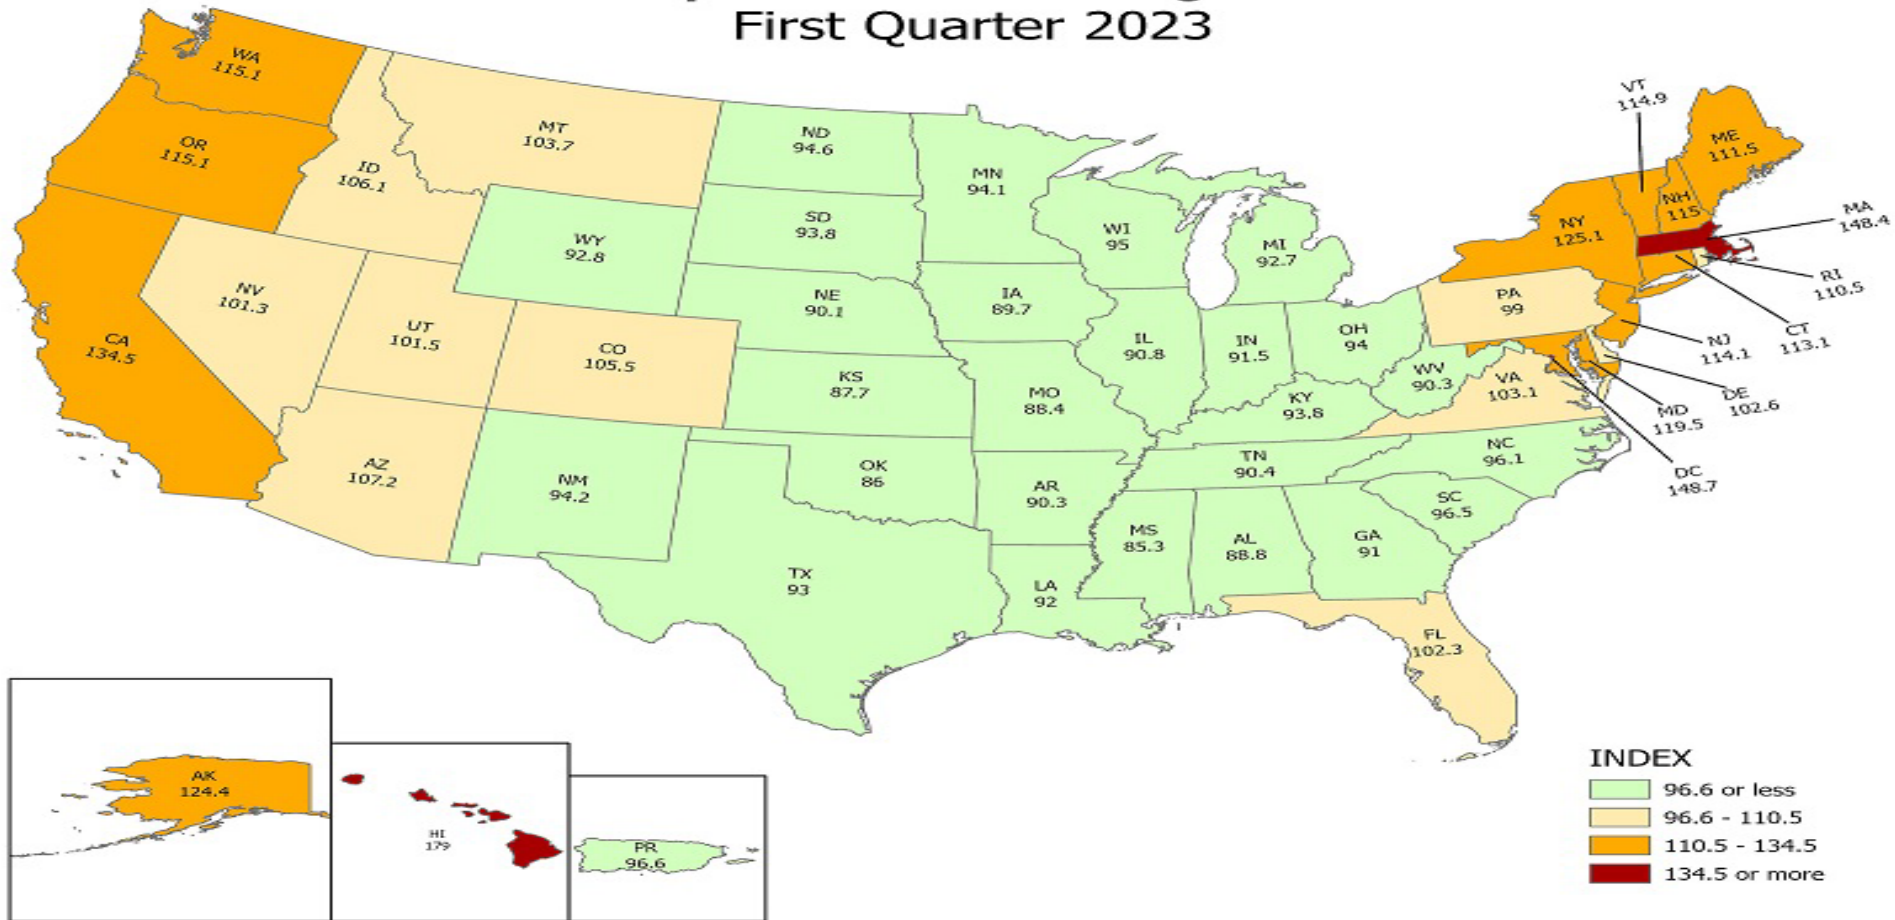 First Quarter 2023
WA
115.1
OR
115.1
CA
134.5
ID
106.1
NV
101.3
MT
103.7
WY
92.8
UT
101.5
CO
105.5
AZ
107.2
NM
94.2
ND
94.6
SD
93.8
NE
90.1
KS
87.7
OK
86
TX
93
MN
94.1
IA
89.7
MO
88.4
AR
90.3
LA
92
WI
95
IL
90.8
MI
92.7
IN
91.5
OH
94
KY
93.8
TN
90.4
MS
85.3
AL
88.8
GA
91
FL
102.3
SC
96.5
NC
96.1
VA
103.1
WV
90.3
PA
99
NY
125.1
VT
114.9
NH
115
ME
111.5
MA
148.4
RI
110.5
CT
113.1
NJ
114.1
DE
102.6
MD
119.5
DC
148.7
AK
124.4
HI
179
PR
96.6
INDEX
96.6 or less
96.6 - 110.5
110.5 - 134.5
134.5 or more